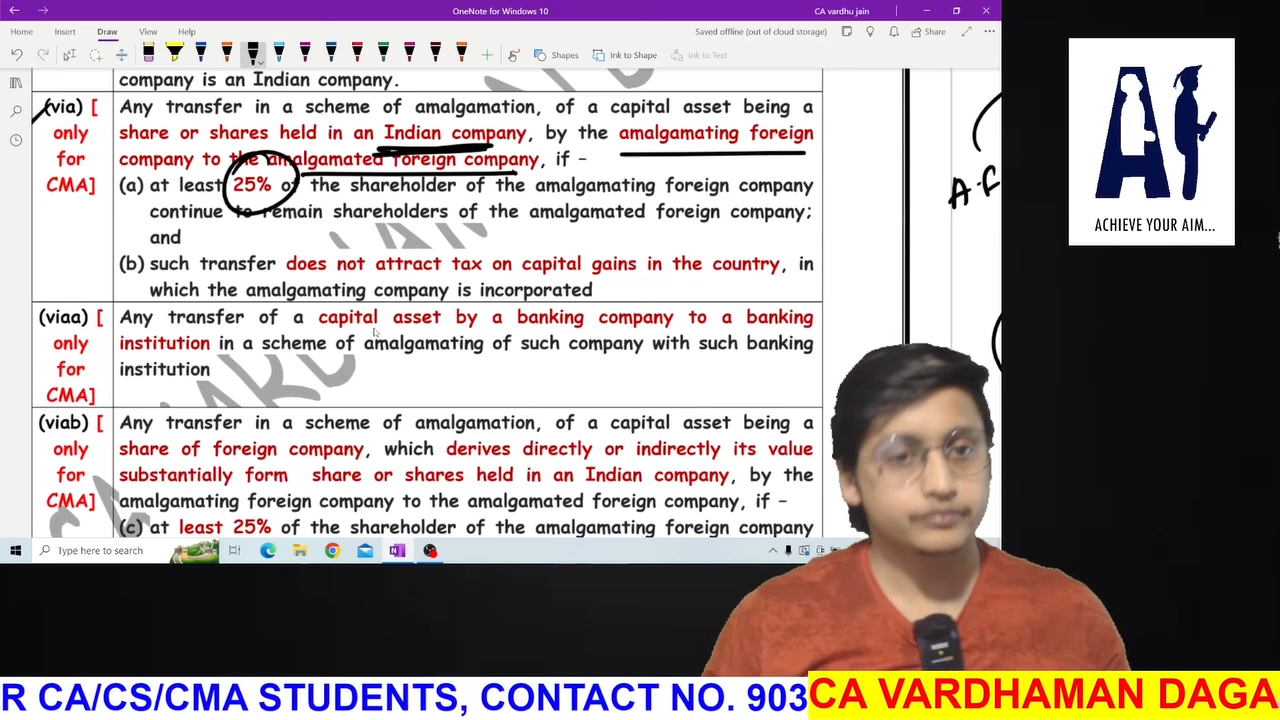 OneNote for Windows 10
CA vardhu jain
Home Insert Draw View Help
Saved offline (out of cloud storage)
Share
Shapes
Ink to Shape
Ink to Text
company is an Indian company.
(via) [ only for CMA]
Any transfer in a scheme of amalgamation, of a capital asset being a
share or shares held in an Indian company, by the amalgamating foreign
company to the amalgamated foreign company, if –
(a) at least 25% of the shareholder of the amalgamating foreign company
continue to remain shareholders of the amalgamated foreign company;
and
(b) such transfer does not attract tax on capital gains in the country, in
which the amalgamating company is incorporated
(viaa) [ only for CMA]
Any transfer of a capital asset by a banking company to a banking
institution in a scheme of amalgamating of such company with such banking
institution
(viab) [ only for CMA]
Any transfer in a scheme of amalgamation, of a capital asset being a
share of foreign company, which derives directly or indirectly its value
substantially form share or shares held in an Indian company, by the
amalgamating foreign company to the amalgamated foreign company, if –
(c) at least 25% of the shareholder of the amalgamating foreign company
A.F
ACHIEVE YOUR AIM...
Type here to search
R CA/CS/CMA STUDENTS, CONTACT NO. 903
CA VARDHAMAN DAGA